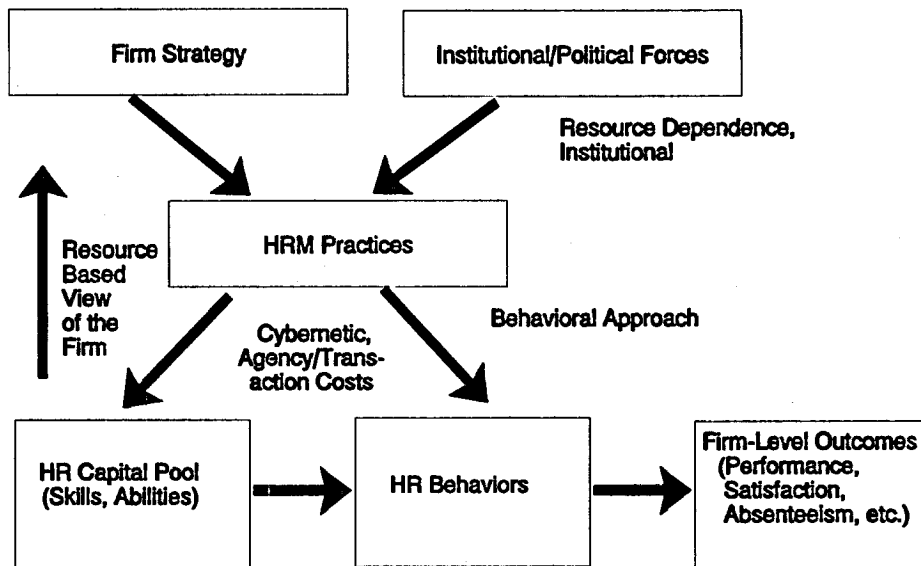 Firm Strategy
Institutional/Political Forces
Resource Dependence,
Institutional
HRM Practices
Resource
Based
View
of the
Firm
Cybernetic,
Agency/Trans-
action Costs
Behavioral Approach
HR Capital Pool
(Skills, Abilities)
HR Behaviors
Firm-Level Outcomes
(Performance,
Satisfaction,
Absenteeism, etc.)